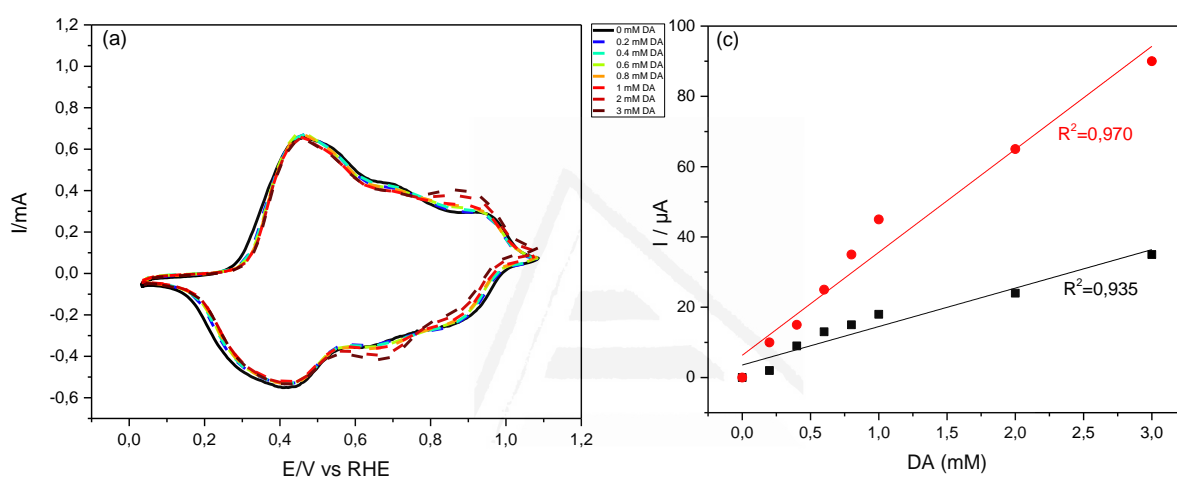 (a)
0 mM DA
0.2 mM DA
0.4 mM DA
0.6 mM DA
0.8 mM DA
1 mM DA
2 mM DA
3 mM DA
1,2
1,0
0,8
0,6
0,4
0,2
0,0
-0,2
-0,4
-0,6
I/mA
0,0 0,2 0,4 0,6 0,8 1,0 1,2
E/V vs RHE
(c)
100
80
60
40
20
0
I / µA
R²=0,970
R²=0,935
0,0 0,5 1,0 1,5 2,0 2,5 3,0
DA (mM)